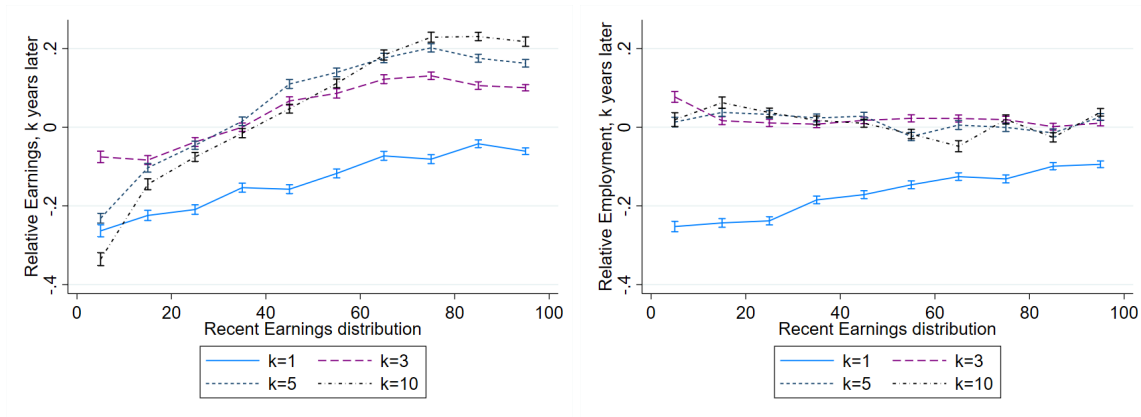 Relative Earnings, k years later
.2
0
-.2
-.4
0 20 40 60 80 100
Recent Earnings distribution
k=1 k=3
k=5 k=10
Relative Employment, k years later
.2
0
-.2
-.4
0 20 40 60 80 100
Recent Earnings distribution
k=1 k=3
k=5 k=10